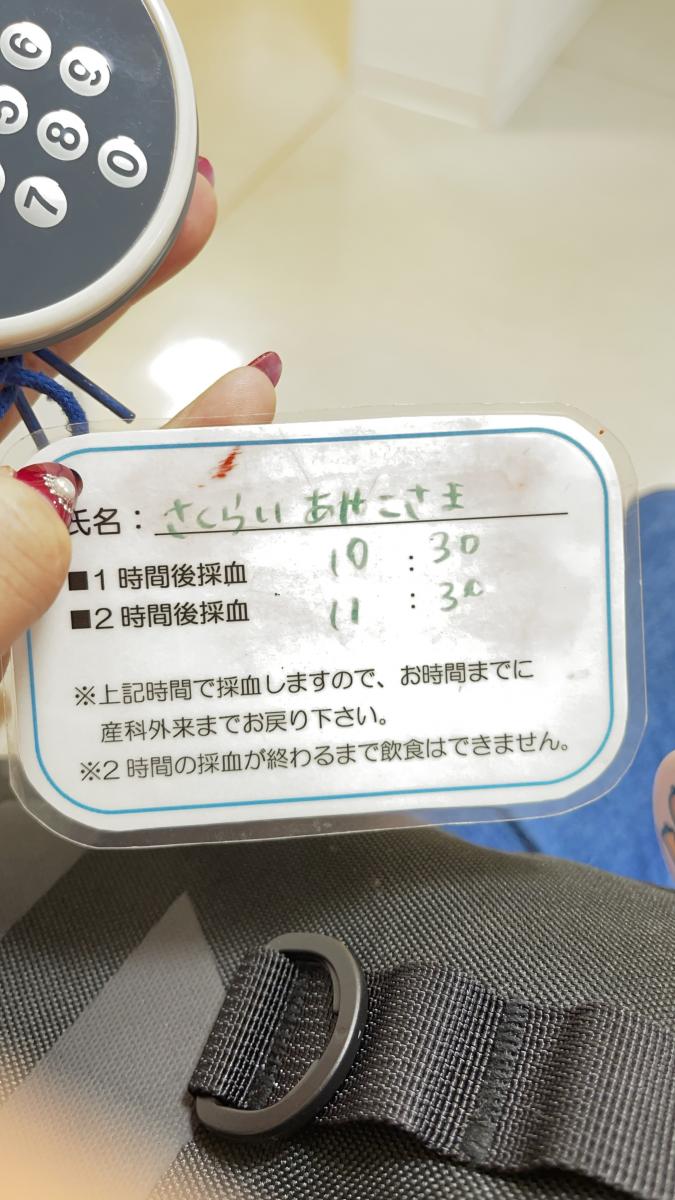 6 9
5 8 0
7
氏名：さくらい あやこさま
■1時間後採血 10：30
■2時間後採血 11：30
※上記時間で採血しますので、お時間までに
産科外来までお戻り下さい。
※2時間の採血が終わるまで飲食はできません。